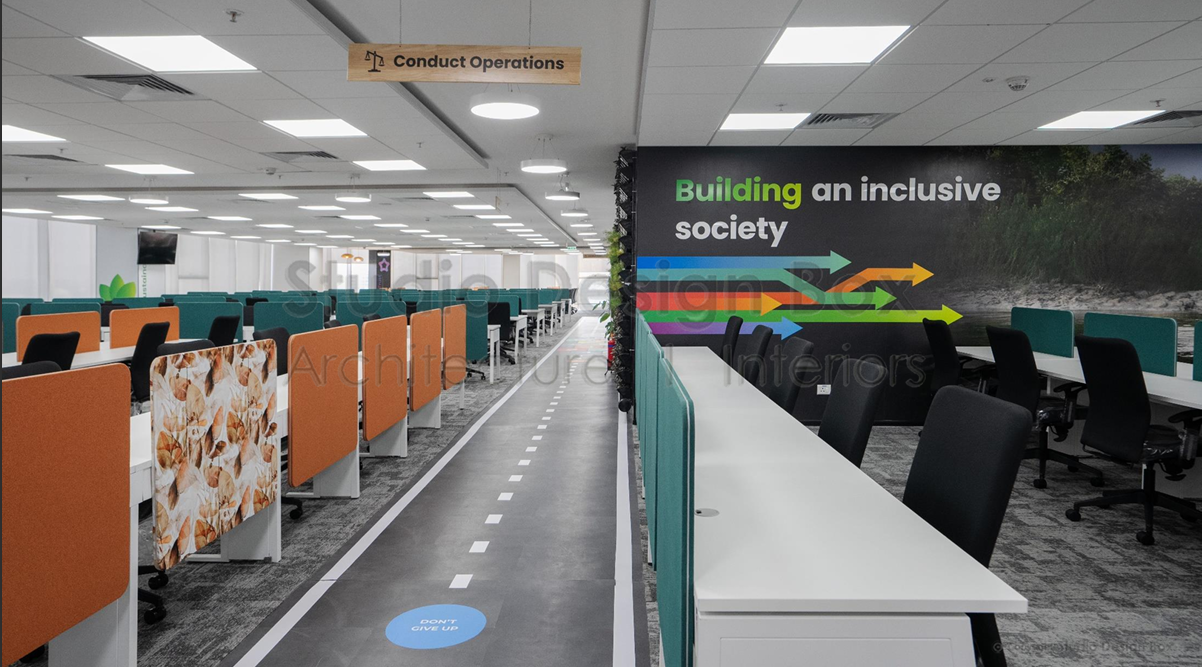 Conduct Operations
Building an inclusive
society
Studio Design Box
Architecture | Interiors
DON'T
GIVE UP